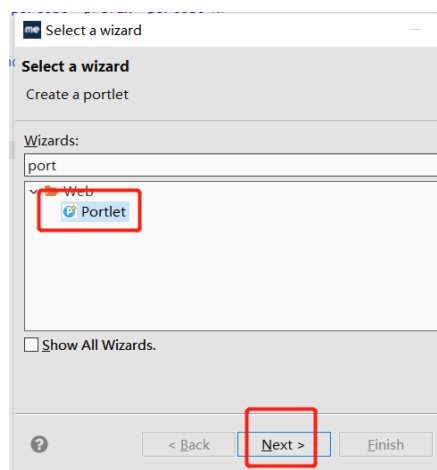 me Select a wizard
Select a wizard
Create a portlet
Wizards:
port
Web
Portlet
Show All Wizards.
? < Back Next > Finish